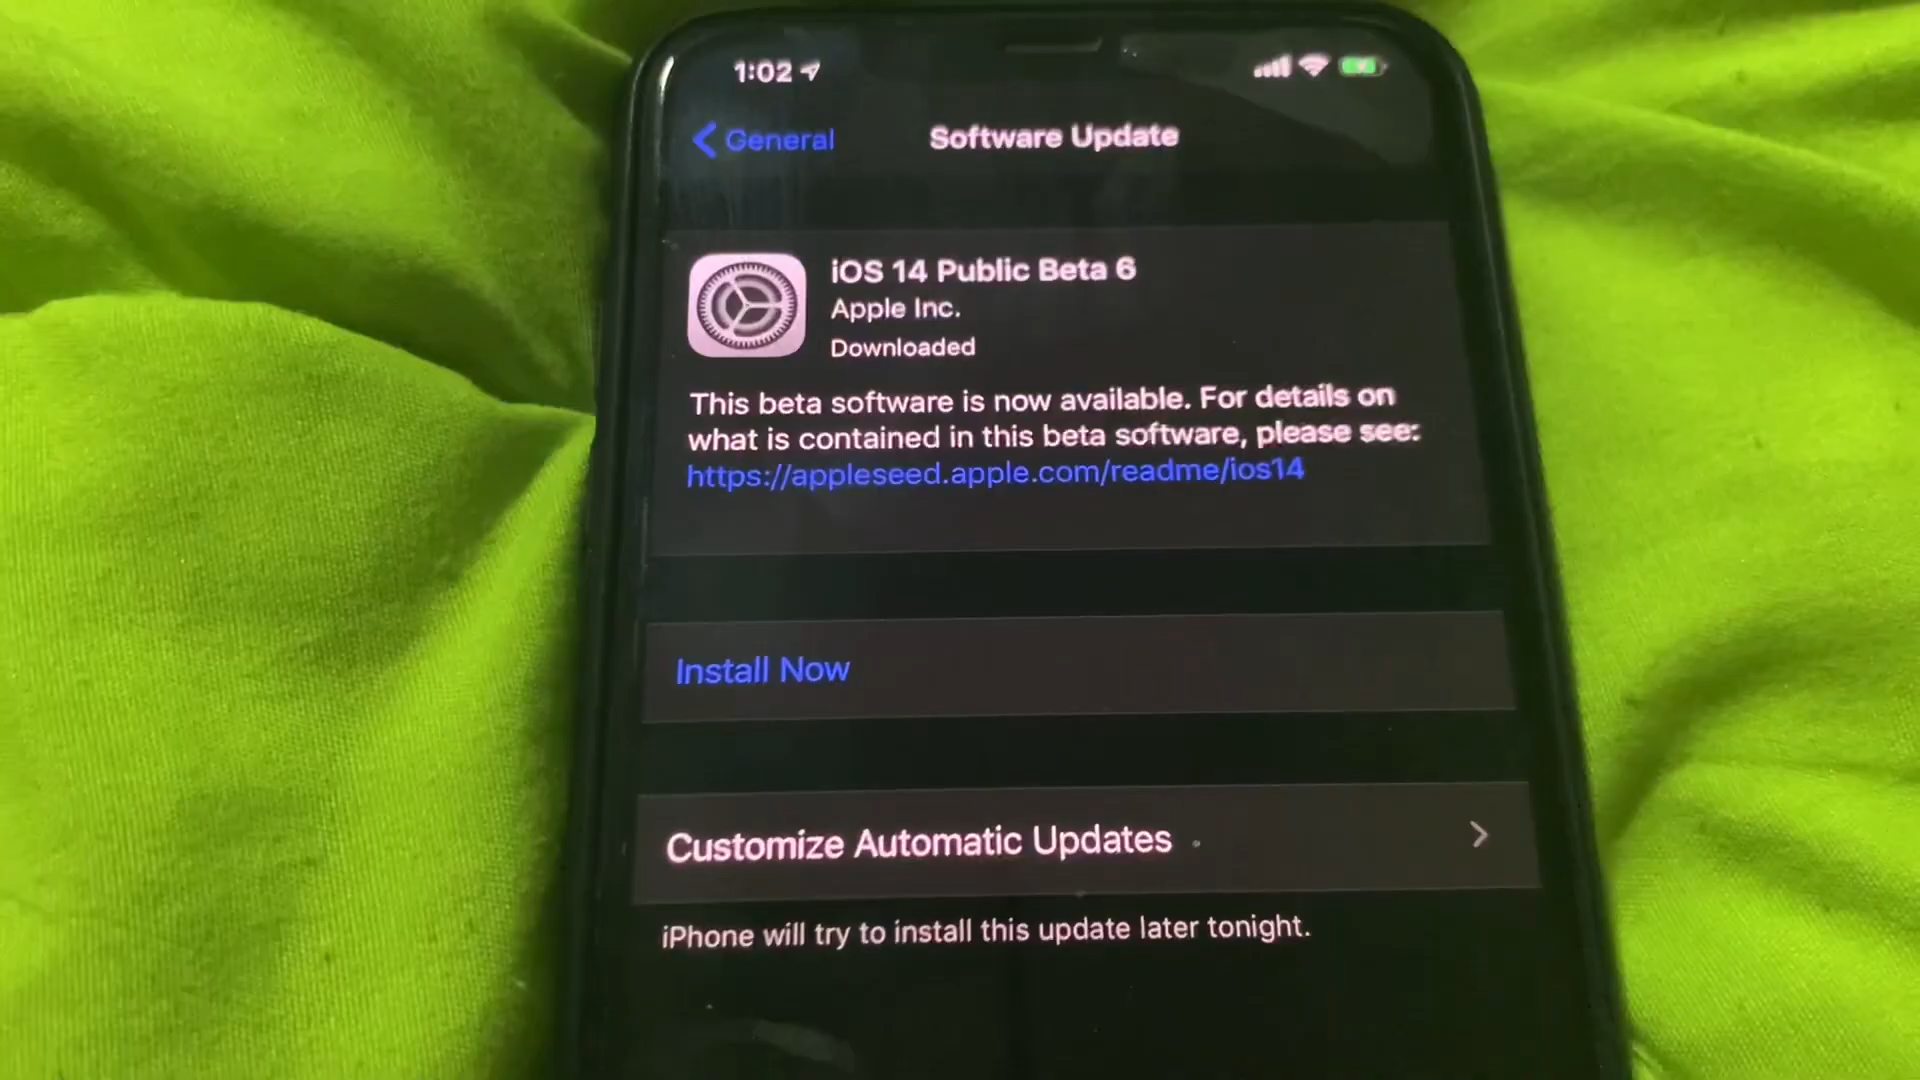 1:02
General
Software Update
iOS 14 Public Beta 6
Apple Inc.
Downloaded
This beta software is now available. For details on
what is contained in this beta software, please see:
https://appleseed.apple.com/readme/ios14
Install Now
Customize Automatic Updates
iPhone will try to install this update later tonight.